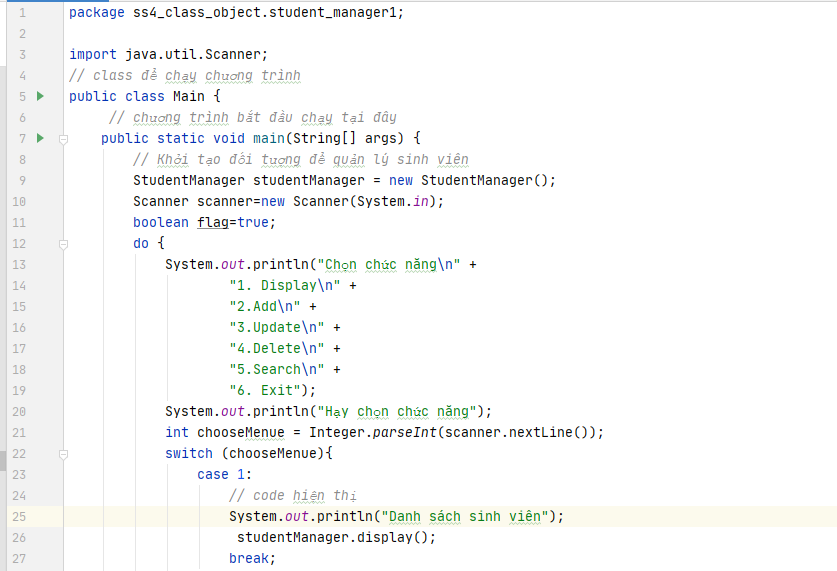 1 package ss4_class_object.student_manager1;
2
3 import java.util.Scanner;
4 // class để chạy chương trình
5 public class Main {
6 // chương trình bắt đầu chạy tại đây
7 public static void main(String[] args) {
8 // Khởi tạo đối tượng để quản lý sinh viên
9 StudentManager studentManager = new StudentManager();
10 Scanner scanner=new Scanner(System.in);
11 boolean flag=true;
12 do {
13 System.out.println("Chọn chức năng\n" +
14 "1. Display\n" +
15 "2.Add\n" +
16 "3.Update\n" +
17 "4.Delete\n" +
18 "5.Search\n" +
19 "6. Exit");
20 System.out.println("Hạy chọn chức năng");
21 int chooseMenue = Integer.parseInt(scanner.nextLine());
22 switch (chooseMenue){
23 case 1:
24 // code hiện thị
25 System.out.println("Danh sách sinh viên");
26 studentManager.display();
27 break;